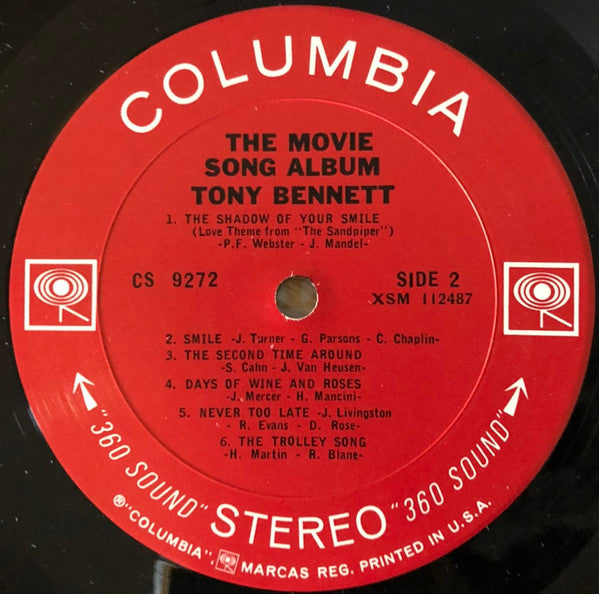 COLUMBIA
THE MOVIE
SONG ALBUM
TONY BENNETT
1. THE SHADOW OF YOUR SMILE
(Love Theme from "The Sandpiper")
-P.F. Webster - J. Mandel-
CS 9272
SIDE 2
XSM 112487
2. SMILE -J. Turner - G. Parsons - C. Chaplin-
3. THE SECOND TIME AROUND
-S. Cahn - J. Van Heusen-
4. DAYS OF WINE AND ROSES
-J. Mercer - H. Mancini-
5. NEVER TOO LATE -J. Livingston
- R. Evans - D. Rose-
6. THE TROLLEY SONG
-H. Martin - R. Blane-
"360 SOUND" STEREO "360 SOUND"
®"COLUMBIA", MARCAS REG. PRINTED IN U.S.A.